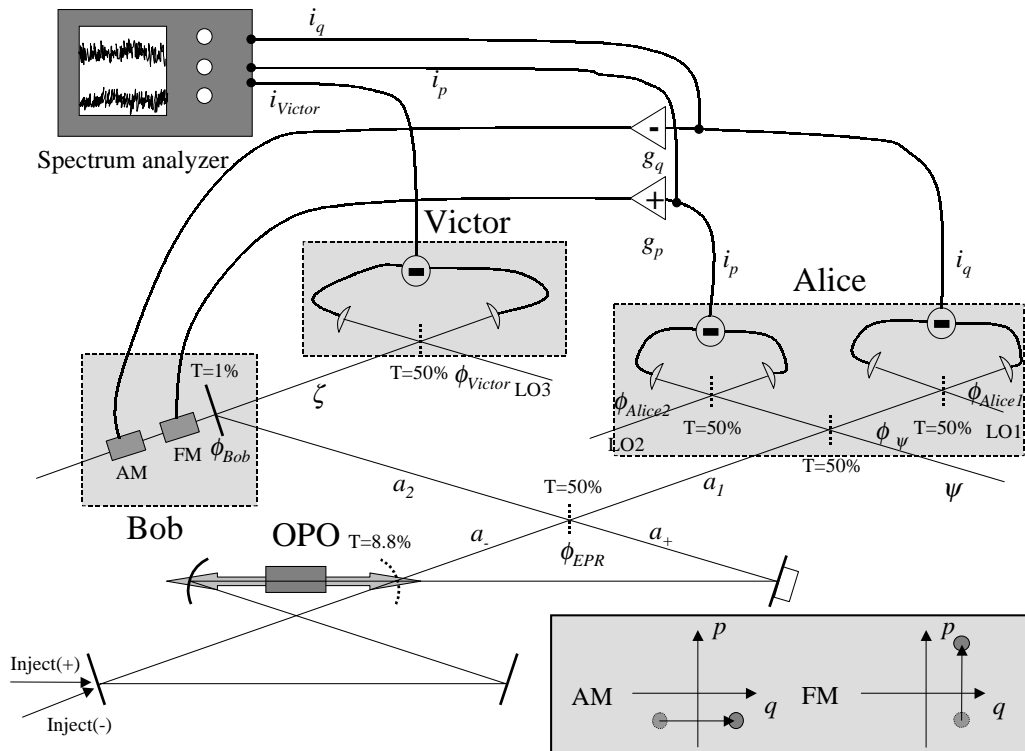 i_q
i_p
i_Victor
Spectrum analyzer
-
g_q
+
g_p
i_p
i_q
Victor
Alice
T=50%
ϕ_Victor
LO3
ϕ_Alice2
LO2
T=50%
ϕ_Alice1
T=50%
LO1
ϕ_ψ
T=50%
ψ
T=1%
ζ
AM
FM
ϕ_Bob
Bob
a_2
T=50%
a_1
OPO
T=8.8%
a_-
a_+
ϕ_EPR
Inject(+)
Inject(-)
AM
p
q
FM
p
q